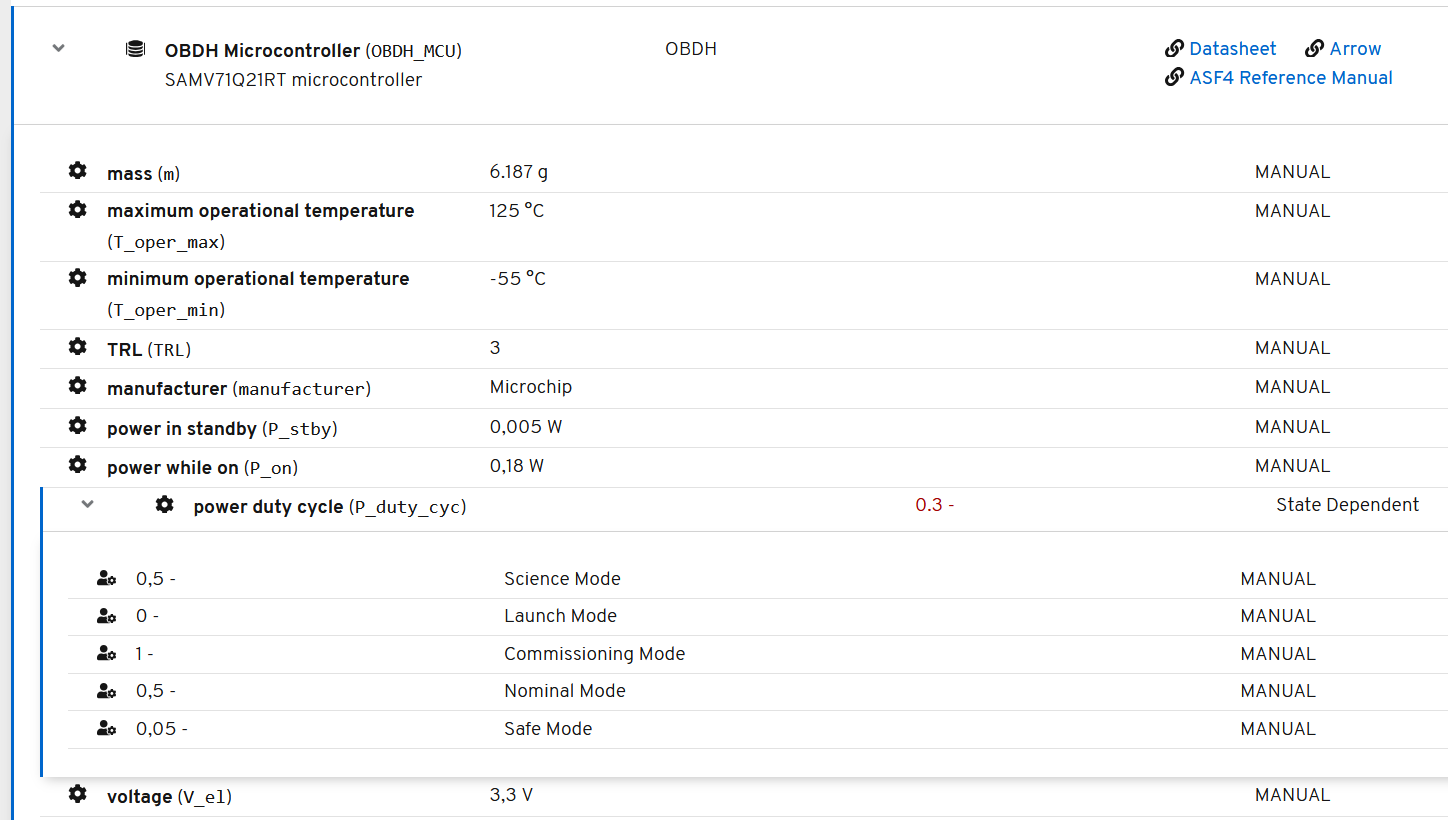 OBDH Microcontroller (OBDH_MCU) OBDH Datasheet Arrow
SAMV71Q21RT microcontroller ASF4 Reference Manual
mass (m) 6.187 g MANUAL
maximum operational temperature 125 °C MANUAL
(T_oper_max)
minimum operational temperature -55 °C MANUAL
(T_oper_min)
TRL (TRL) 3 MANUAL
manufacturer (manufacturer) Microchip MANUAL
power in standby (P_stby) 0,005 W MANUAL
power while on (P_on) 0,18 W MANUAL
power duty cycle (P_duty_cyc) 0.3 - State Dependent
0,5 - Science Mode MANUAL
0 - Launch Mode MANUAL
1 - Commissioning Mode MANUAL
0,5 - Nominal Mode MANUAL
0,05 - Safe Mode MANUAL
voltage (V_el) 3,3 V MANUAL